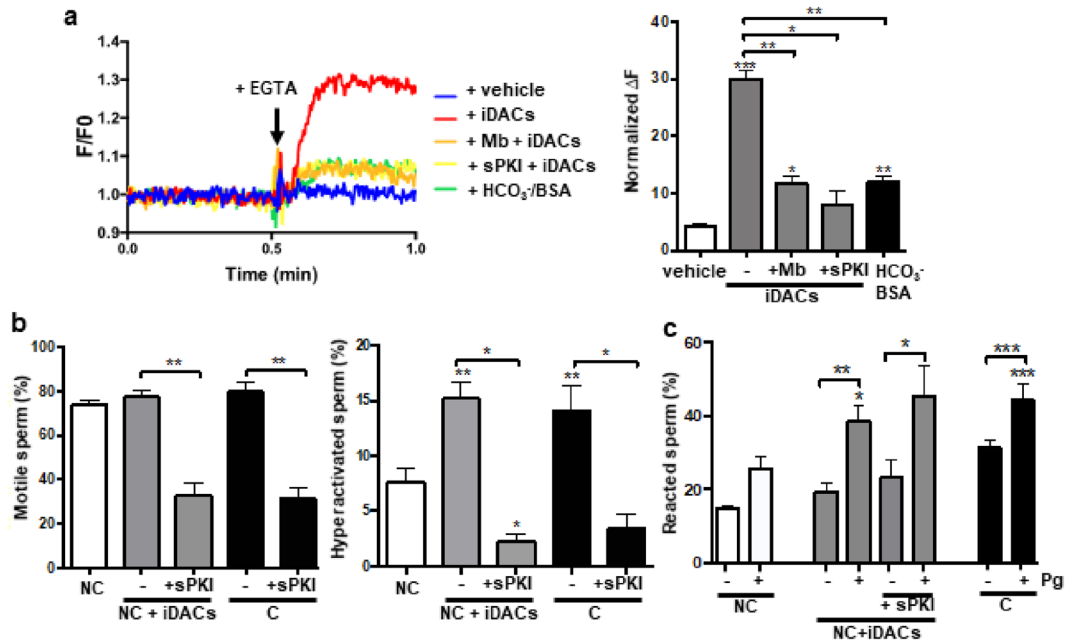 a
F/F0
1.4
1.3
1.2
1.1
1.0
0.9
0.0
0.5
1.0
Time (min)
+ EGTA
+ vehicle
+ iDACs
+ Mb + iDACs
+ sPKI + iDACs
+ HCO₃⁻/BSA
Normalized ΔF
40
30
20
10
0
**
*
**
***
*
**
vehicle
-
+Mb
+sPKI
HCO₃⁻
BSA
iDACs
b
Motile sperm (%)
100
80
60
40
20
0
**
**
NC
-
+sPKI
-
+sPKI
NC + iDACs
C
Hyperactivated sperm (%)
20
15
10
5
0
*
*
**
**
*
NC
-
+sPKI
-
+sPKI
NC + iDACs
C
c
Reacted sperm (%)
60
40
20
0
**
*
***
*
***
- + - + - + - + Pg
NC
+ sPKI
C
NC+iDACs